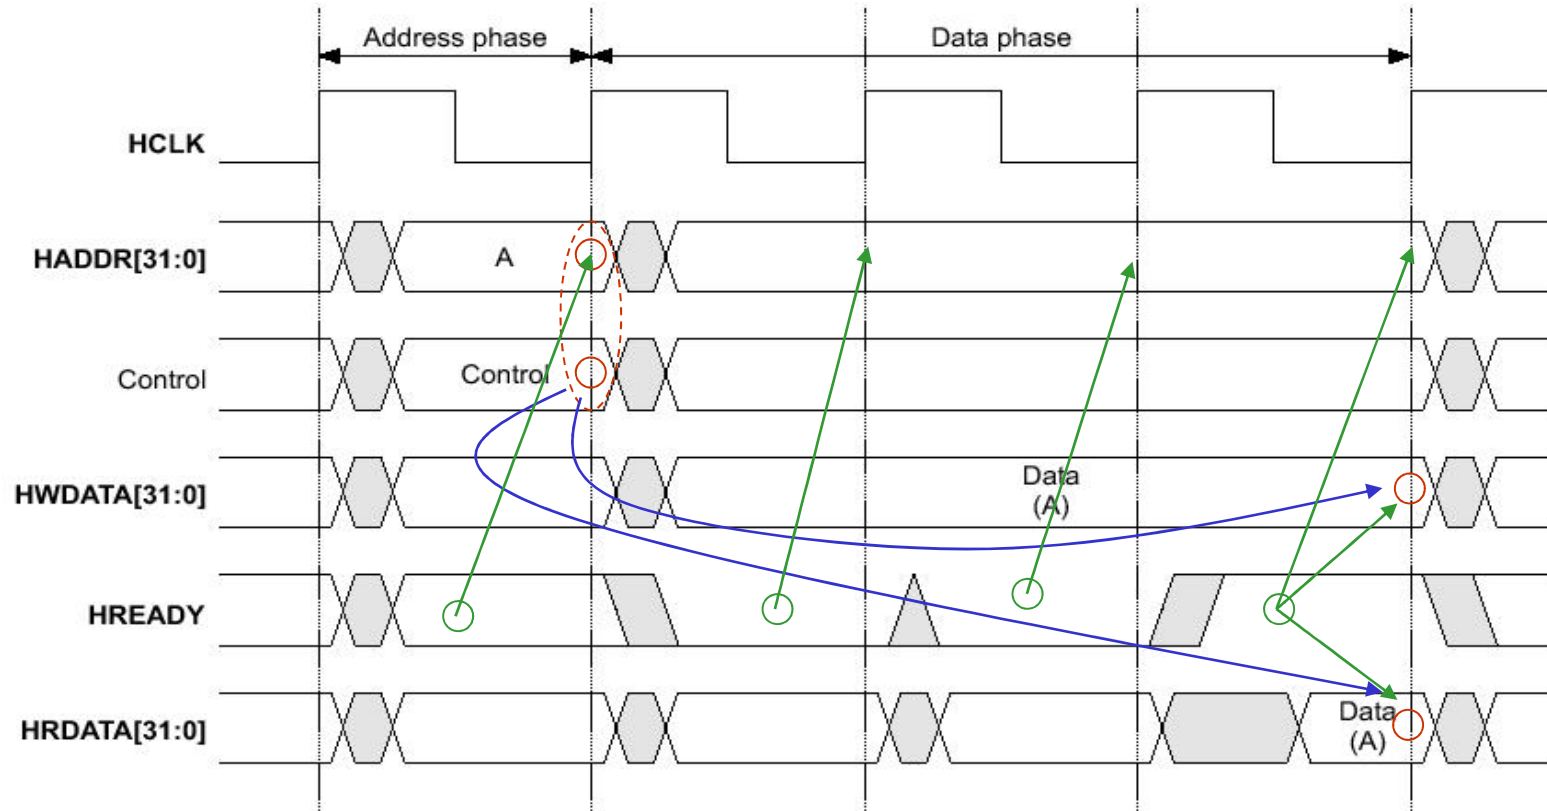 Address phase
Data phase
HCLK
HADDR[31:0]
A
Control
Control
HWDATA[31:0]
Data
(A)
HREADY
HRDATA[31:0]
Data
(A)